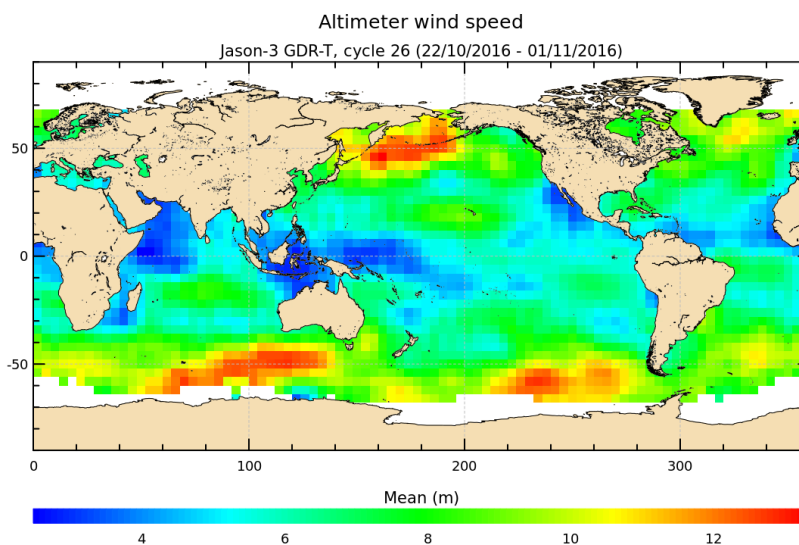 Altimeter wind speed
Jason-3 GDR-T, cycle 26 (22/10/2016 - 01/11/2016)
50
0
-50
0 100 200 300
Mean (m)
4 6 8 10 12